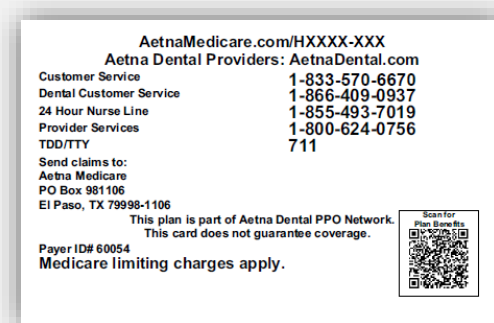 AetnaMedicare.com/HXXXX-XXX
Aetna Dental Providers: AetnaDental.com
Customer Service 1-833-570-6670
Dental Customer Service 1-866-409-0937
24 Hour Nurse Line 1-855-493-7019
Provider Services 1-800-624-0756
TDD/TTY 711
Send claims to:
Aetna Medicare
PO Box 981106
El Paso, TX 79998-1106
This plan is part of Aetna Dental PPO Network.
This card does not guarantee coverage.
Payer ID# 60054
Medicare limiting charges apply.
Scan for
Plan Benefits